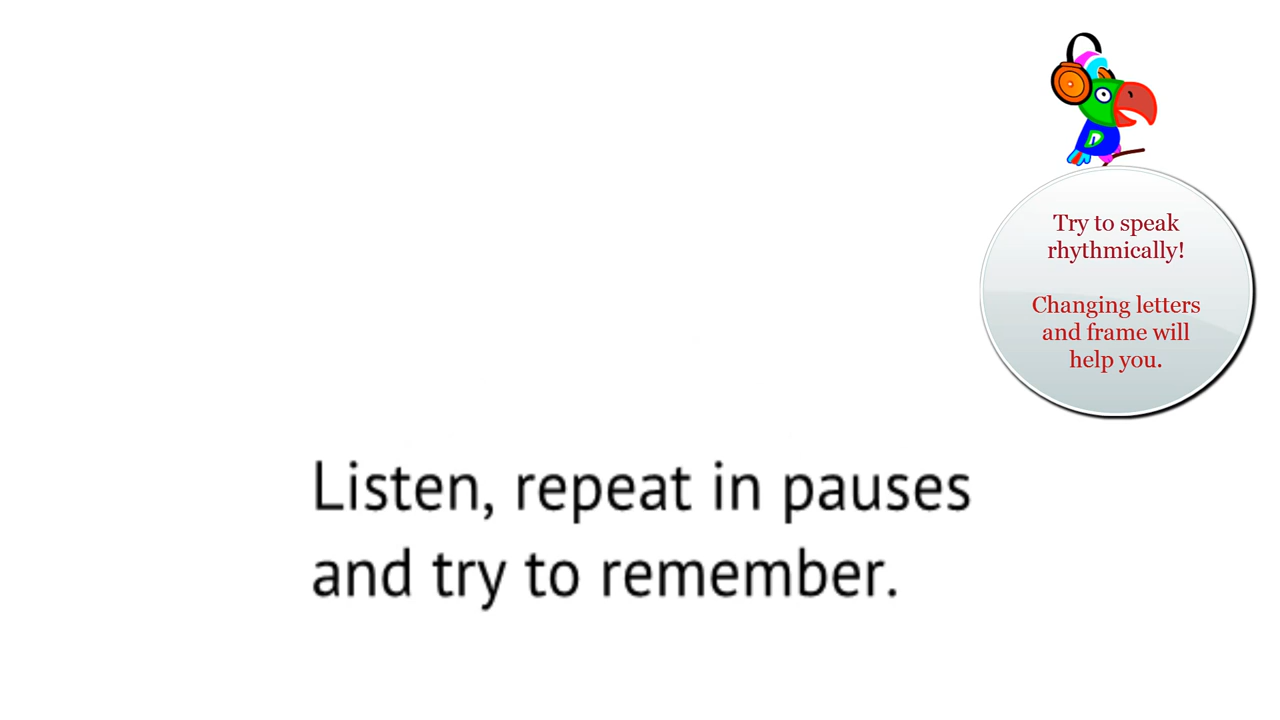 Try to speak
rhythmically!
Changing letters
and frame will
help you.
Listen, repeat in pauses
and try to remember.